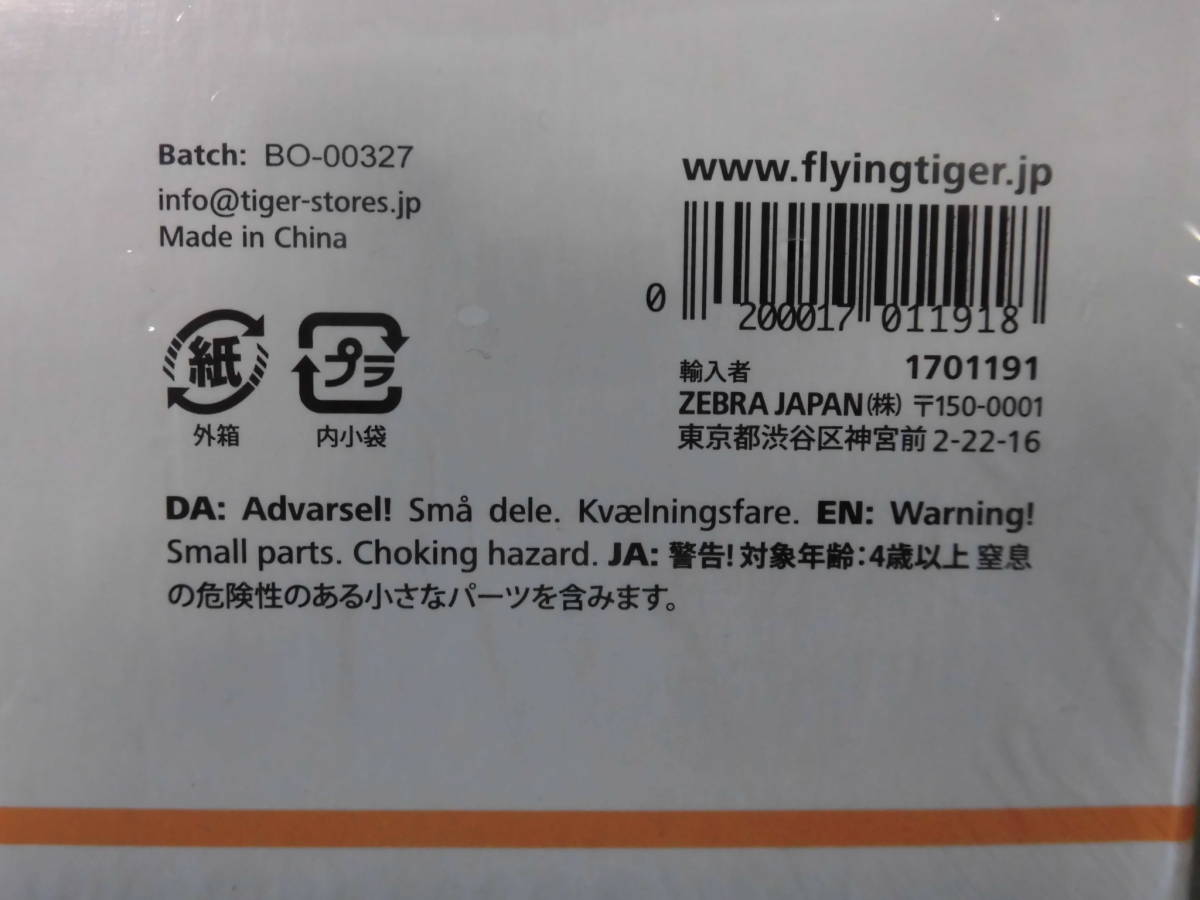 Batch: BO-00327
info@tiger-stores.jp
Made in China
紙
外箱
プラ
内小袋
www.flyingtiger.jp
0 200017 011918
輸入者 1701191
ZEBRA JAPAN(株) 〒150-0001
東京都渋谷区神宮前 2-22-16
DA: Advarsel! Små dele. Kvælningsfare. EN: Warning!
Small parts. Choking hazard. JA: 警告! 対象年齢:4歳以上 窒息
の危険性のある小さなパーツを含みます。